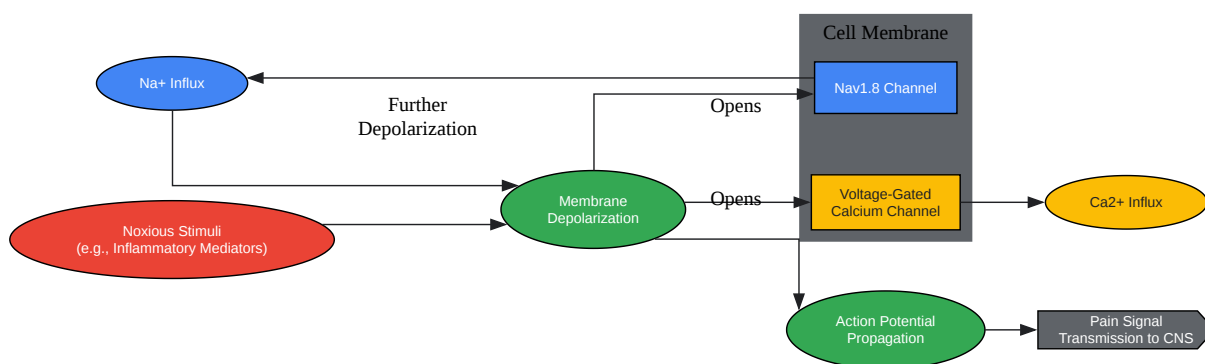 Cell Membrane
Na+ Influx
Nav1.8 Channel
Further
Depolarization
Opens
Membrane
Depolarization
Opens
Voltage-Gated
Calcium Channel
Ca2+ Influx
Noxious Stimuli
(e.g., Inflammatory Mediators)
Action Potential
Propagation
Pain Signal
Transmission to CNS